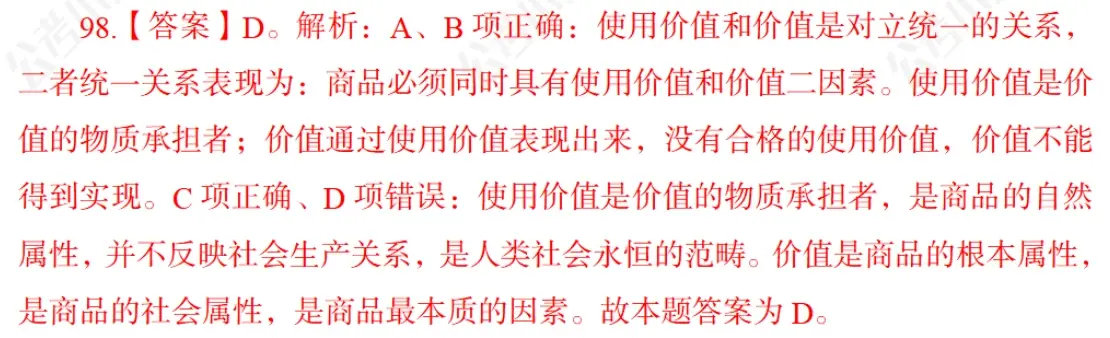 98.【答案】D。解析：A、B 项正确：使用价值和价值是对立统一的关系，
二者统一关系表现为：商品必须同时具有使用价值和价值二因素。使用价值是价
值的物质承担者；价值通过使用价值表现出来，没有合格的使用价值，价值不能
得到实现。C 项正确、D 项错误：使用价值是价值的物质承担者，是商品的自然
属性，并不反映社会生产关系，是人类社会永恒的范畴。价值是商品的根本属性，
是商品的社会属性，是商品最本质的因素。故本题答案为 D。